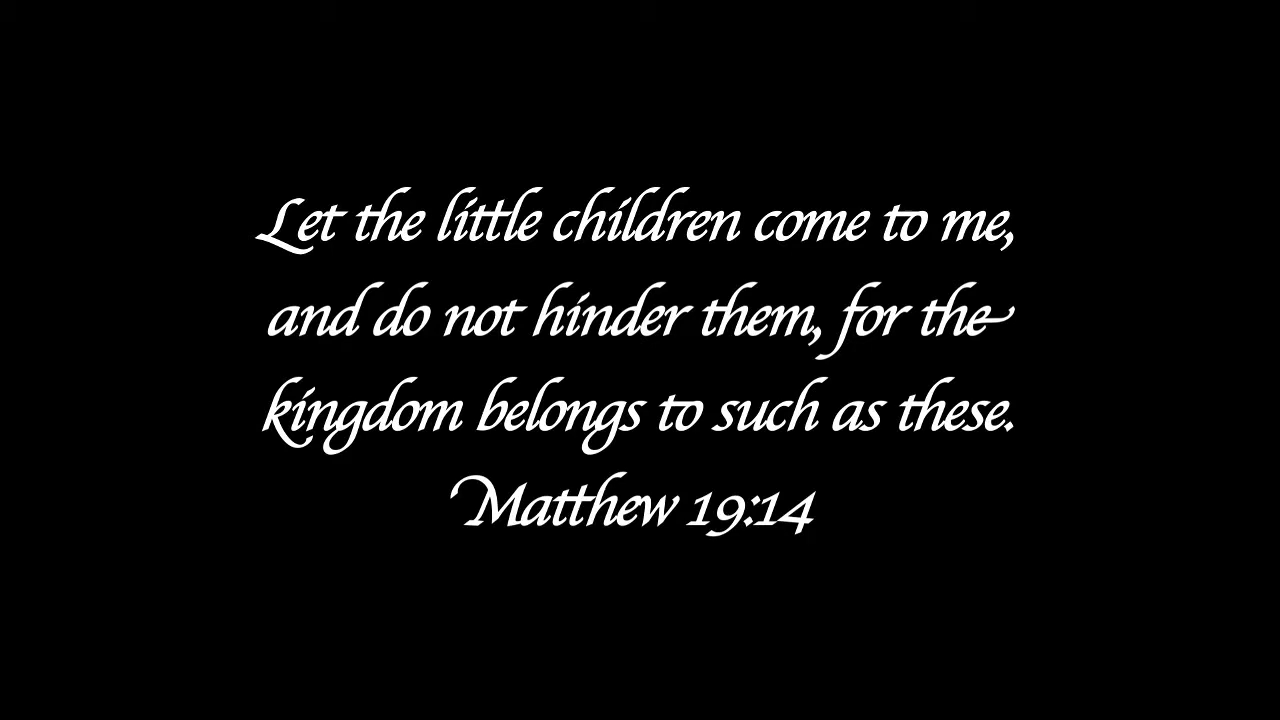 Let the little children come to me,
and do not hinder them, for the
kingdom belongs to such as these.
Matthew 19:14